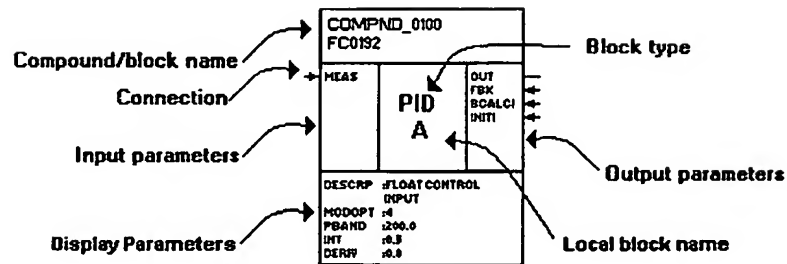 COMPND_0100
FC0192
Compound/block name
Block type
Connection
MEAS
PID
A
OUT
FBK
BCALCI
INITI
Input parameters
Output parameters
DESCRP :FLOAT CONTROL
INPUT
MODOPT :4
PBAND :200.0
INT :0.5
DERIV :0.0
Display Parameters
Local block name